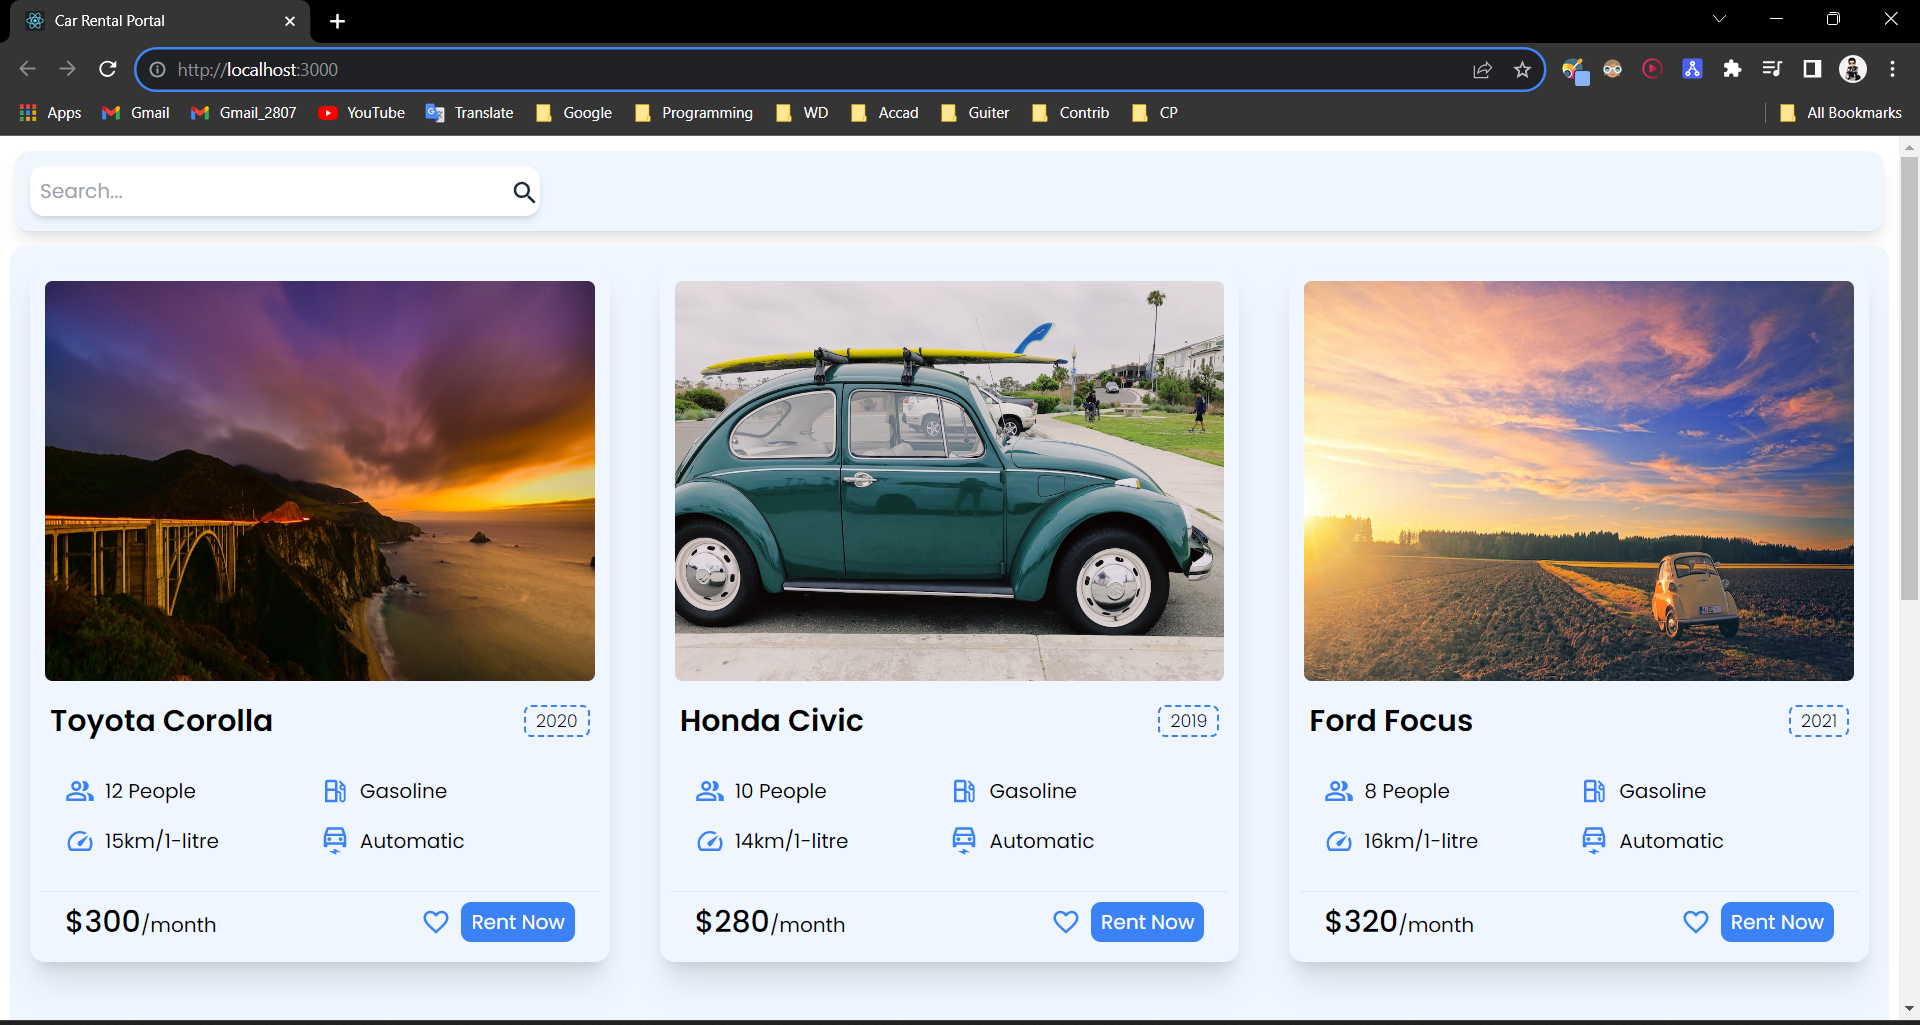 Car Rental Portal
http://localhost:3000
Apps Gmail Gmail_2807 YouTube Translate Google Programming WD Accad Guiter Contrib CP All Bookmarks
Search...
Toyota Corolla 2020
12 People Gasoline
15km/1-litre Automatic
$300/month Rent Now
Honda Civic 2019
10 People Gasoline
14km/1-litre Automatic
$280/month Rent Now
Ford Focus 2021
8 People Gasoline
16km/1-litre Automatic
$320/month Rent Now